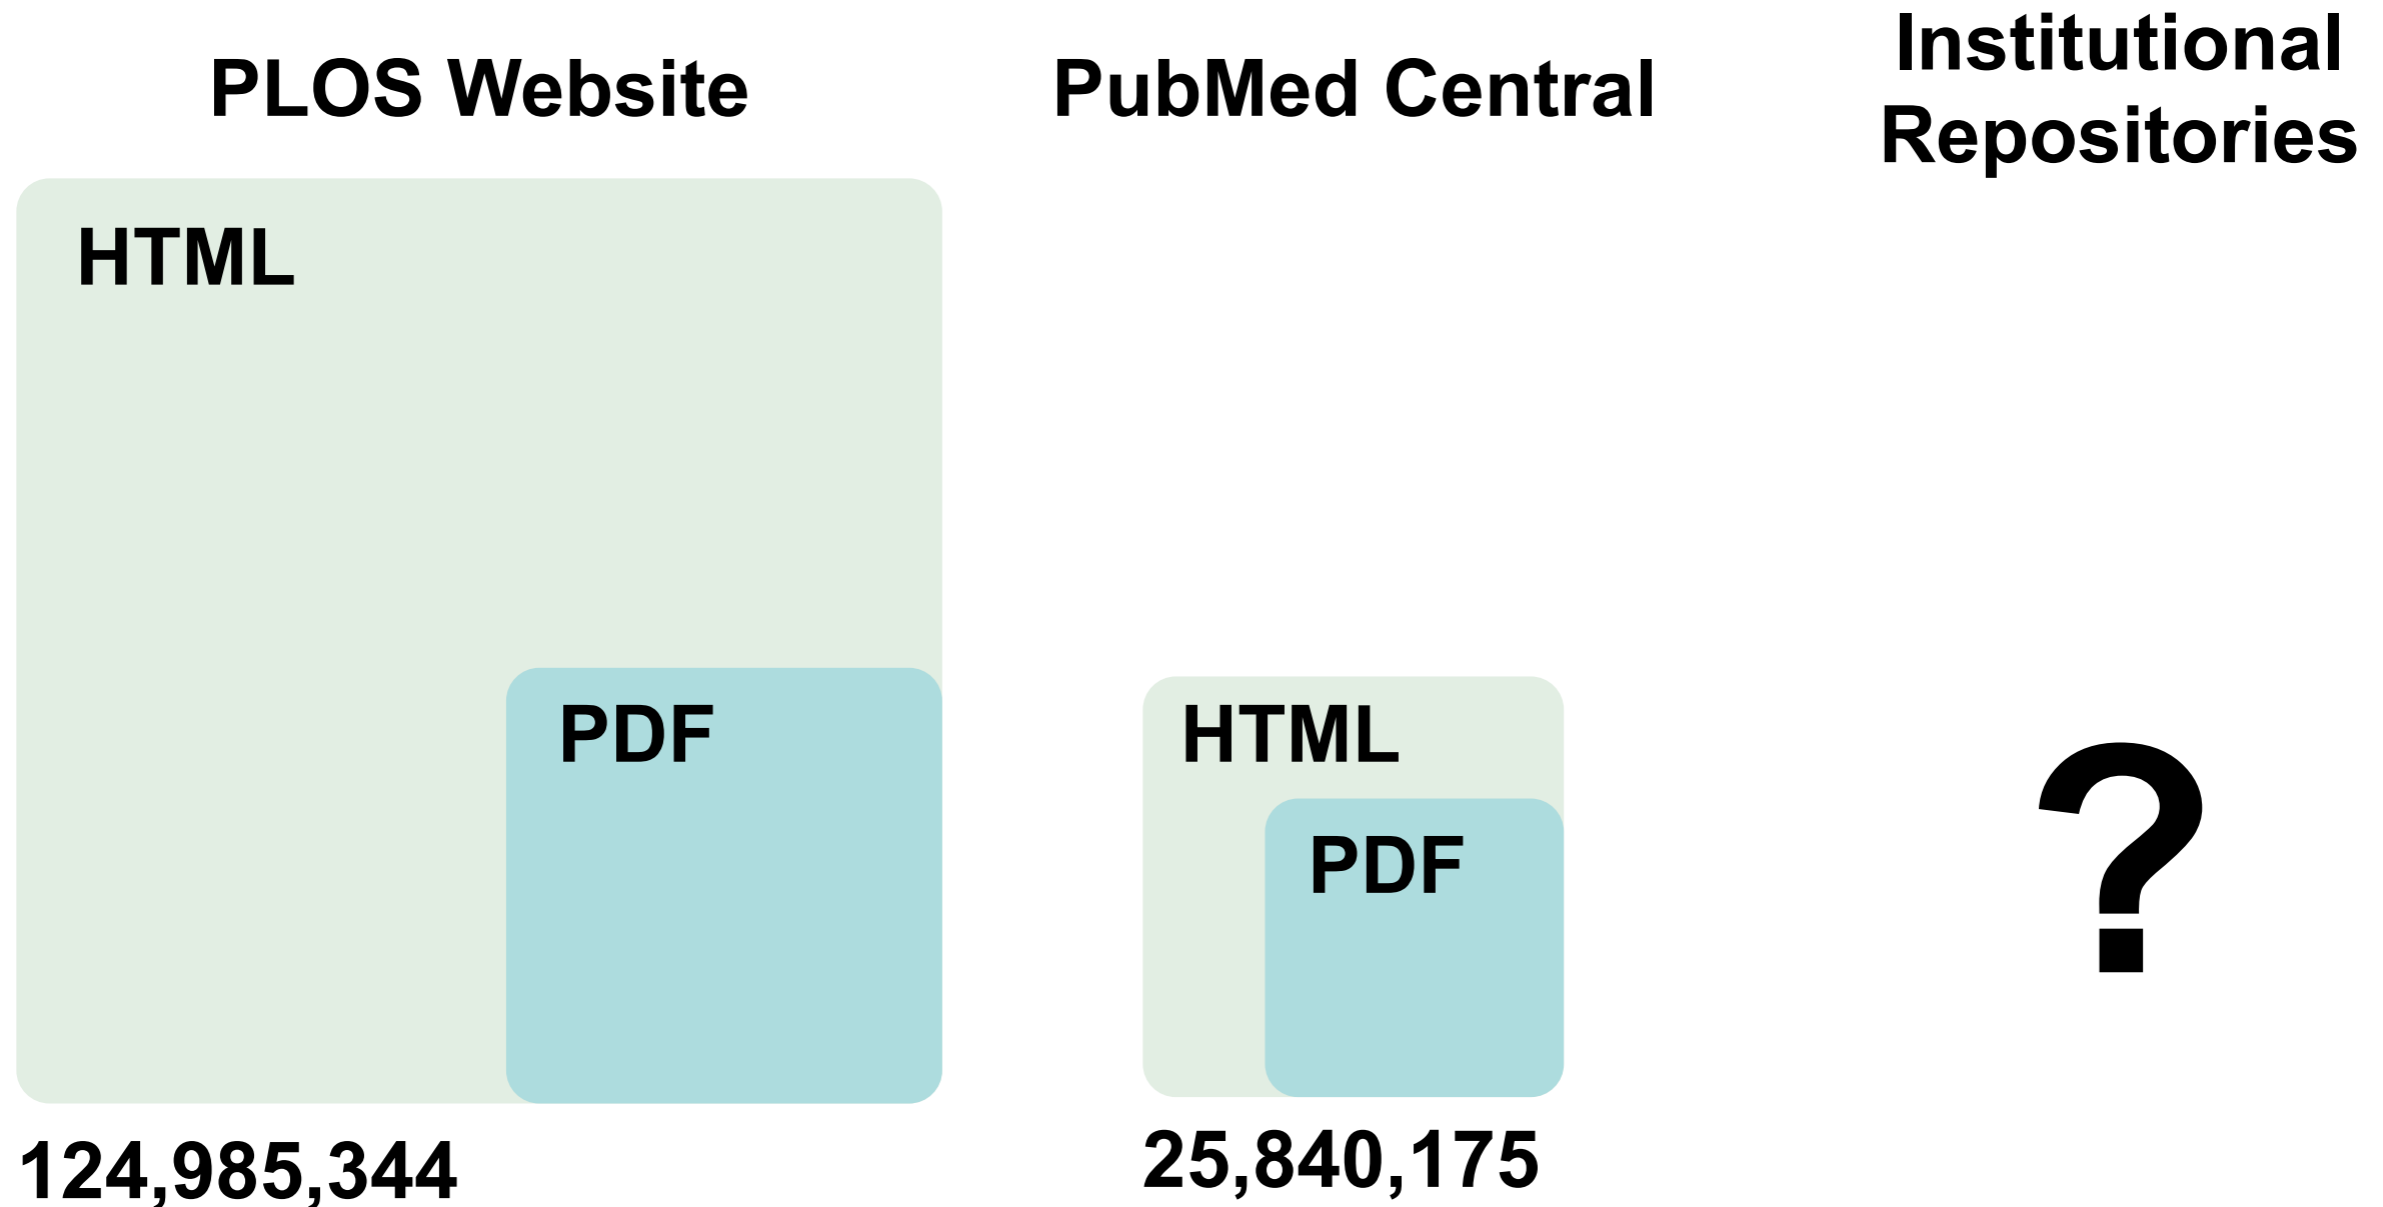 PLOS Website
HTML
PDF
124,985,344
PubMed Central
HTML
PDF
25,840,175
Institutional
Repositories
?